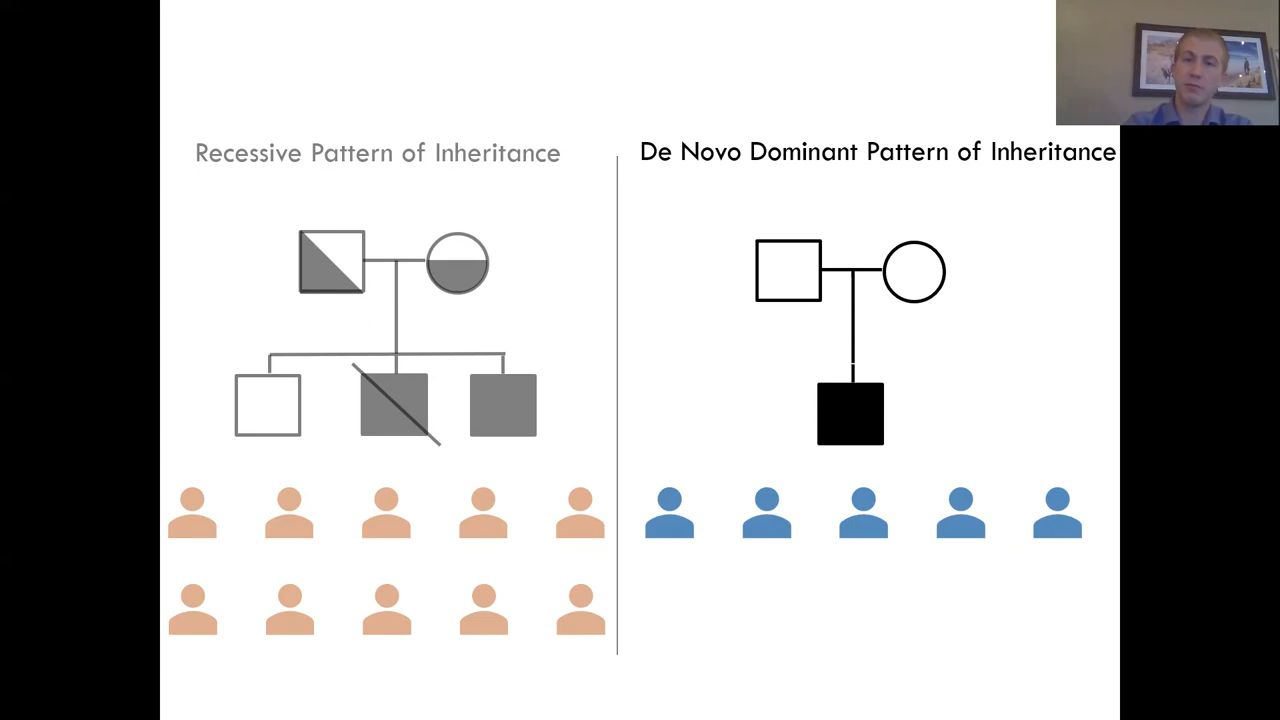 Recessive Pattern of Inheritance
De Novo Dominant Pattern of Inheritance